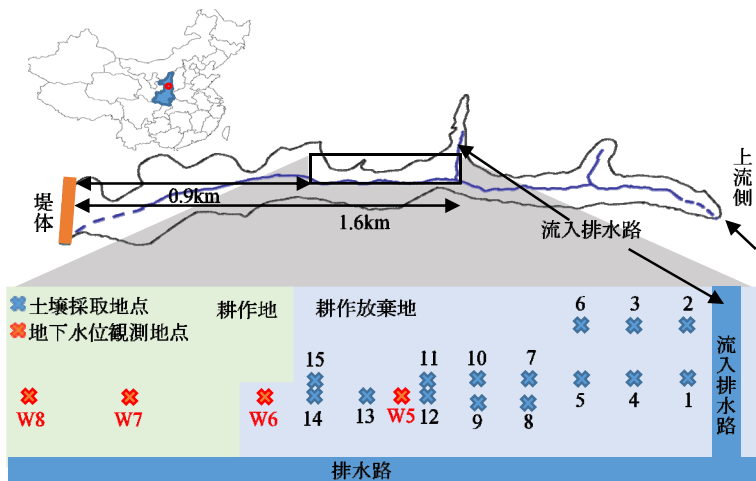 堤体
0.9km
1.6km
流入排水路
上流側
土壌採取地点
地下水位観測地点
耕作地
耕作放棄地
6 3 2
15 11 10 7
5 4 1
14 13 W5 12 9 8
W8 W7 W6
流入排水路
排水路